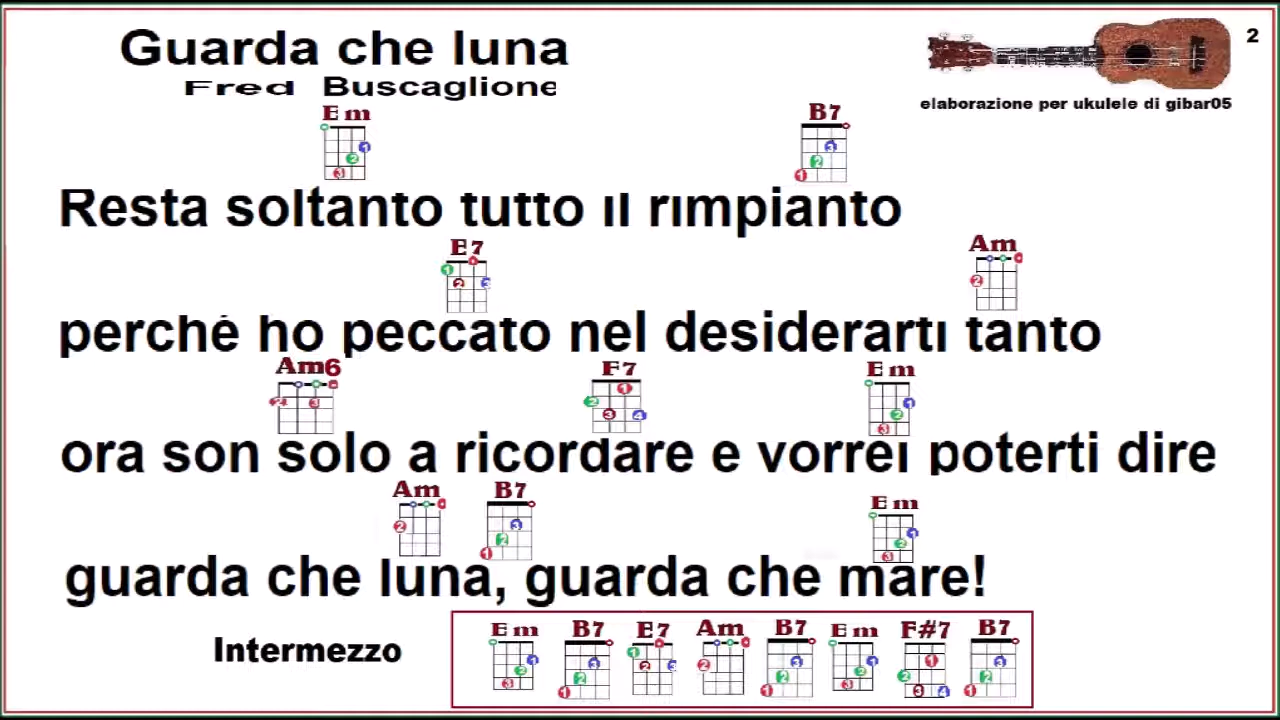 Guarda che luna
2
Fred Buscaglione
elaborazione per ukulele di gibar05
Em B7
Resta soltanto tutto il rimpianto
E7 Am
perché ho peccato nel desiderarti tanto
Am6 F7 Em
ora son solo a ricordare e vorrei poterti dire
Am B7 Em
guarda che luna, guarda che mare!
Intermezzo Em B7 E7 Am B7 Em F#7 B7